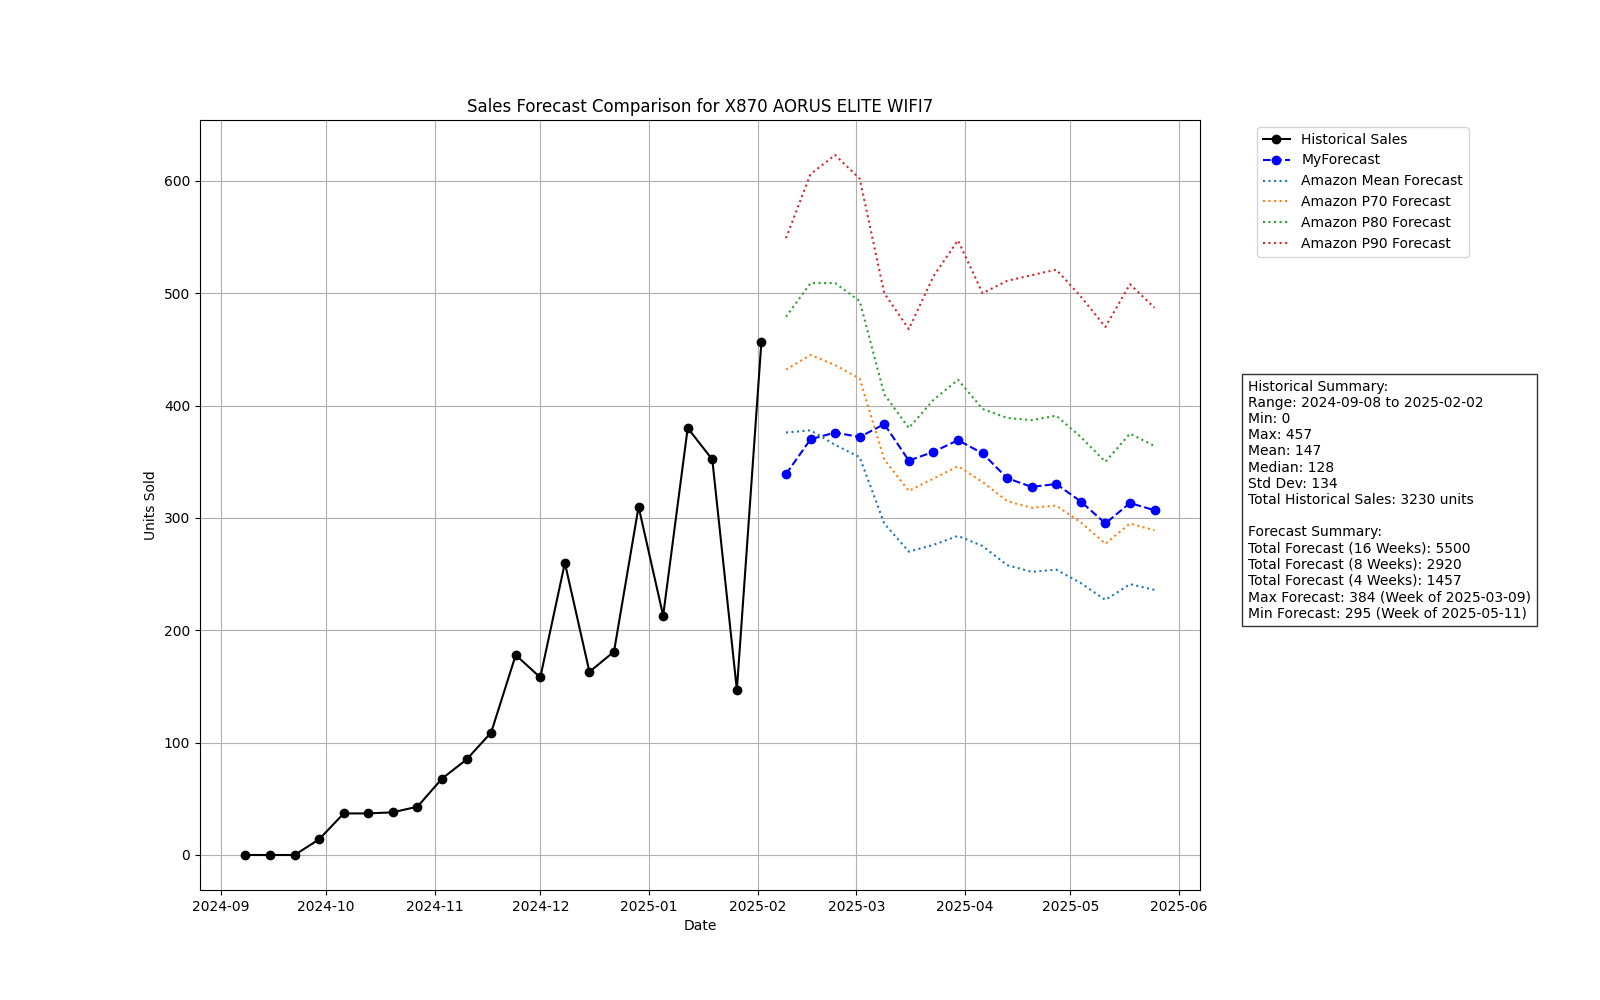 Sales Forecast Comparison for X870 AORUS ELITE WIFI7
Historical Sales
MyForecast
Amazon Mean Forecast
Amazon P70 Forecast
Amazon P80 Forecast
Amazon P90 Forecast
600
500
400
300
200
100
0
Units Sold
2024-09 2024-10 2024-11 2024-12 2025-01 2025-02 2025-03 2025-04 2025-05 2025-06
Date
Historical Summary:
Range: 2024-09-08 to 2025-02-02
Min: 0
Max: 457
Mean: 147
Median: 128
Std Dev: 134
Total Historical Sales: 3230 units
Forecast Summary:
Total Forecast (16 Weeks): 5500
Total Forecast (8 Weeks): 2920
Total Forecast (4 Weeks): 1457
Max Forecast: 384 (Week of 2025-03-09)
Min Forecast: 295 (Week of 2025-05-11)